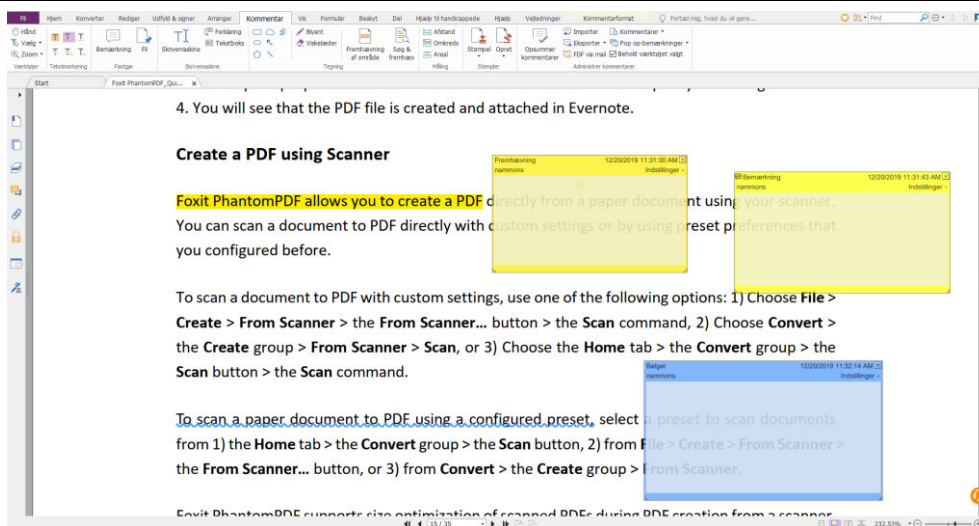 Fil Hjem Konverter Rediger Udfyld & signer Arranger Kommentar Vis Formular Beskyt Del Hjælp til handicappede Hjælp Vejledninger Kommentarformat Fortæl mig, hvad du vil gøre... Find
Hånd
Vælg
Zoom
Værktøjer
Tekstmarkering
Bemærkning Fil
Fastgør
Skrivemaskine
Forklaring
Tekstboks
Skrivemaskine
Blyant
Viskelæder
Tegning
Fremhævning af område
Søg & fremhæv
Afstand
Omkreds
Areal
Måling
Stempel Opret
Stempler
Opsummer kommentarer
Importer Kommentarer
Eksporter Pop op-bemærkninger
FDF via mail Behold værktøjet valgt
Administrer kommentarer
Start Foxit PhantomPDF_Qui... x
4. You will see that the PDF file is created and attached in Evernote.
Create a PDF using Scanner
Fremhævning 12/20/2019 11:31:30 AM
nammons Indstillinger
Bemærkning 12/20/2019 11:31:43 AM
nammons Indstillinger
Foxit PhantomPDF allows you to create a PDF directly from a paper document using your scanner.
You can scan a document to PDF directly with custom settings or by using preset preferences that
you configured before.
To scan a document to PDF with custom settings, use one of the following options: 1) Choose File >
Create > From Scanner > the From Scanner... button > the Scan command, 2) Choose Convert >
the Create group > From Scanner > Scan, or 3) Choose the Home tab > the Convert group > the
Scan button > the Scan command.
Bølget 12/20/2019 11:32:14 AM
nammons Indstillinger
To scan a paper document to PDF using a configured preset, select a preset to scan documents
from 1) the Home tab > the Convert group > the Scan button, 2) from File > Create > From Scanner >
the From Scanner... button, or 3) from Convert > the Create group > From Scanner.
Foxit PhantomPDF supports size optimization of scanned PDFs during PDF creation from a scanner
15 / 35
232.53%